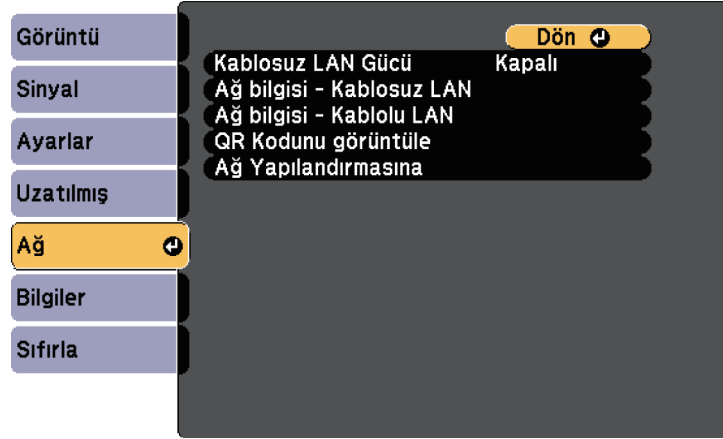 Görüntü
Sinyal
Ayarlar
Uzatılmış
Ağ
Bilgiler
Sıfırla
Dön
Kablosuz LAN Gücü Kapalı
Ağ bilgisi - Kablosuz LAN
Ağ bilgisi - Kablolu LAN
QR Kodunu görüntüle
Ağ Yapılandırmasına